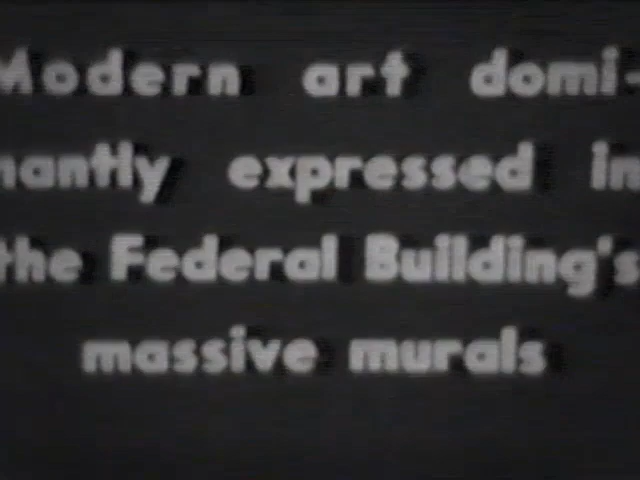 Modern art domi-
nantly expressed in
the Federal Building's
massive murals